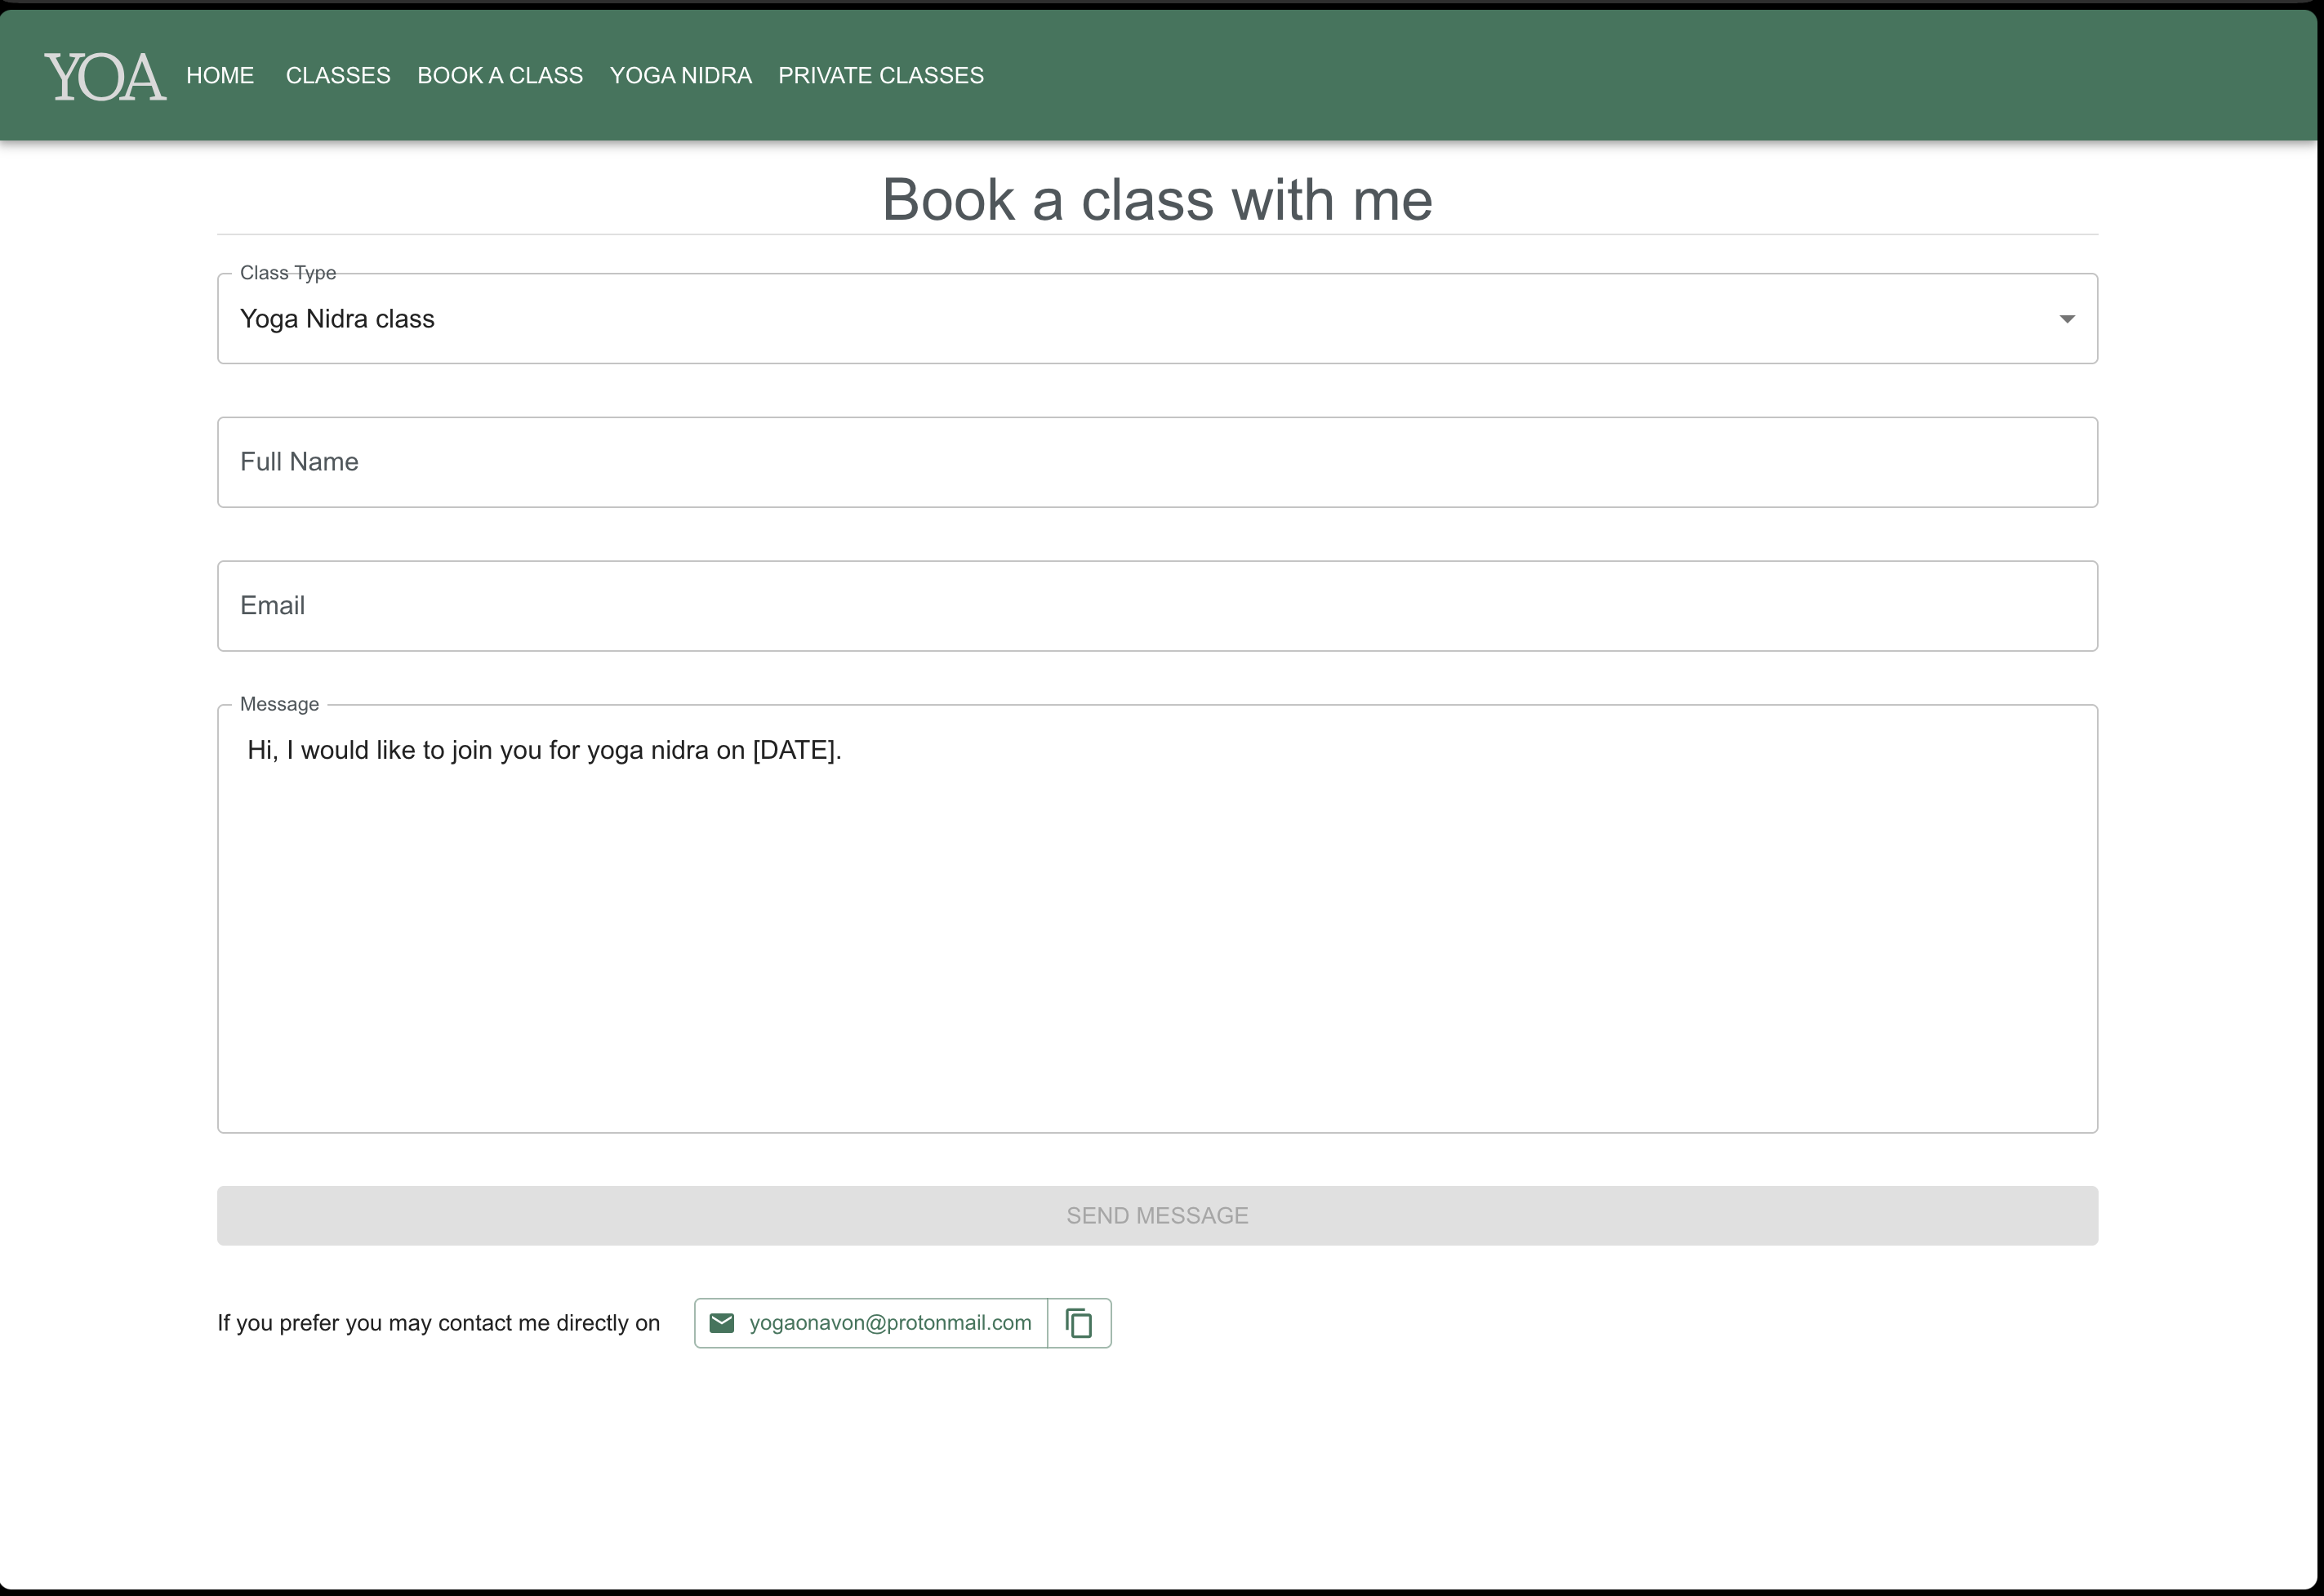 YOA HOME CLASSES BOOK A CLASS YOGA NIDRA PRIVATE CLASSES
Book a class with me
Class Type
Yoga Nidra class
Full Name
Email
Message
Hi, I would like to join you for yoga nidra on [DATE].
SEND MESSAGE
If you prefer you may contact me directly on yogaonavon@protonmail.com